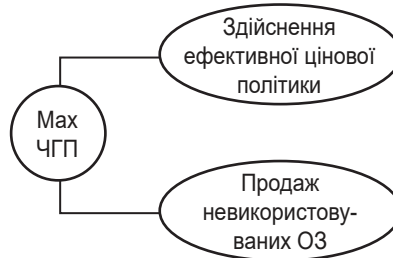 Здійснення
ефективної цінової
політики
Max
ЧГП
Продаж
невикористову-
ваних ОЗ